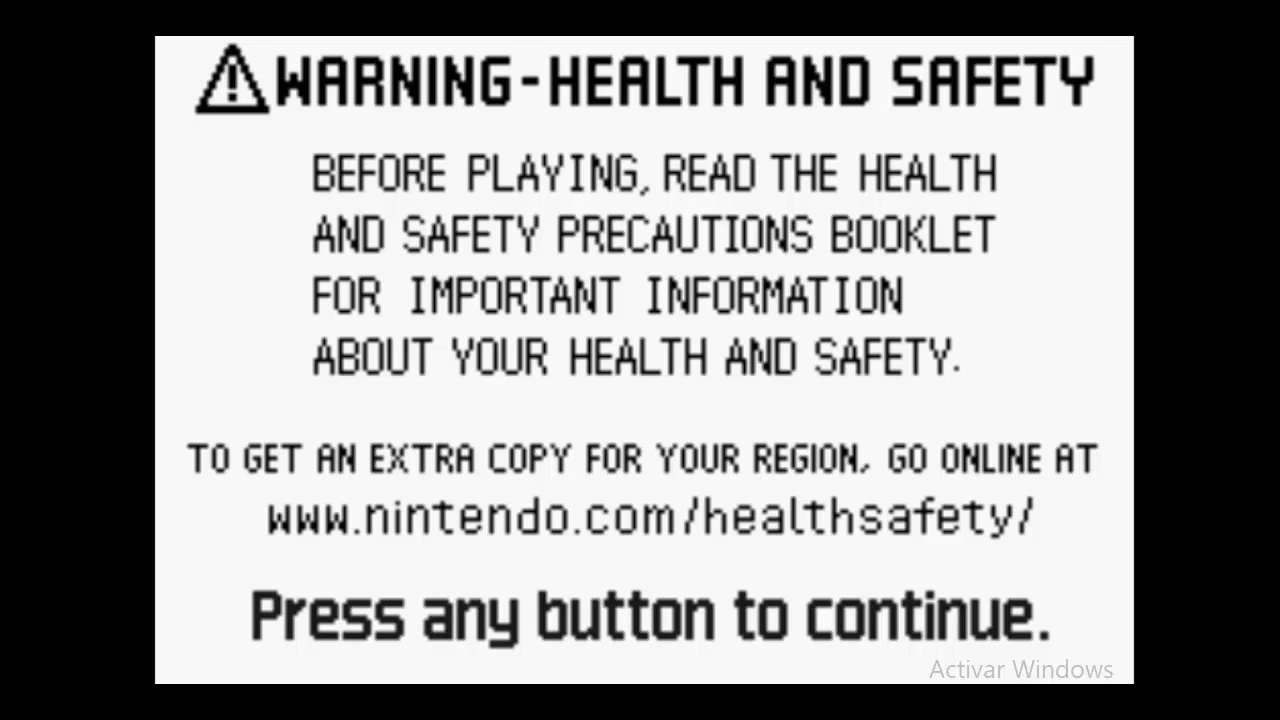 WARNING-HEALTH AND SAFETY
BEFORE PLAYING, READ THE HEALTH
AND SAFETY PRECAUTIONS BOOKLET
FOR IMPORTANT INFORMATION
ABOUT YOUR HEALTH AND SAFETY.
TO GET AN EXTRA COPY FOR YOUR REGION, GO ONLINE AT
www.nintendo.com/healthsafety/
Press any button to continue.
Activar Windows